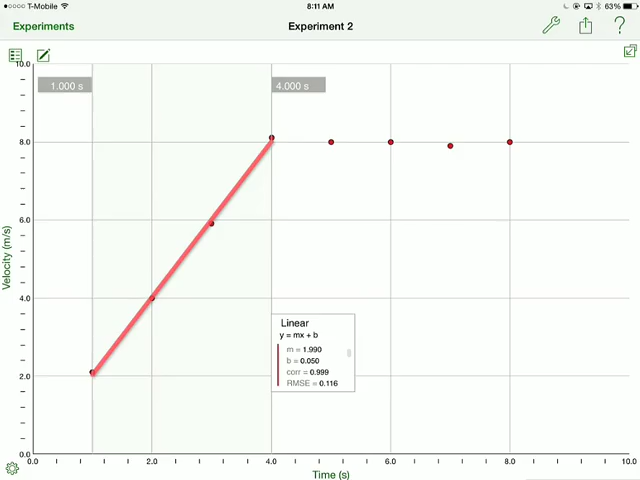 T-Mobile 8:11 AM 63%
Experiments Experiment 2
10.0
1.000 s 4.000 s
8.0
6.0
Velocity (m/s)
4.0
Linear
y = mx + b
m = 1.990
b = 0.050
corr = 0.999
RMSE = 0.116
2.0
0.0
0.0 2.0 4.0 6.0 8.0 10.0
Time (s)